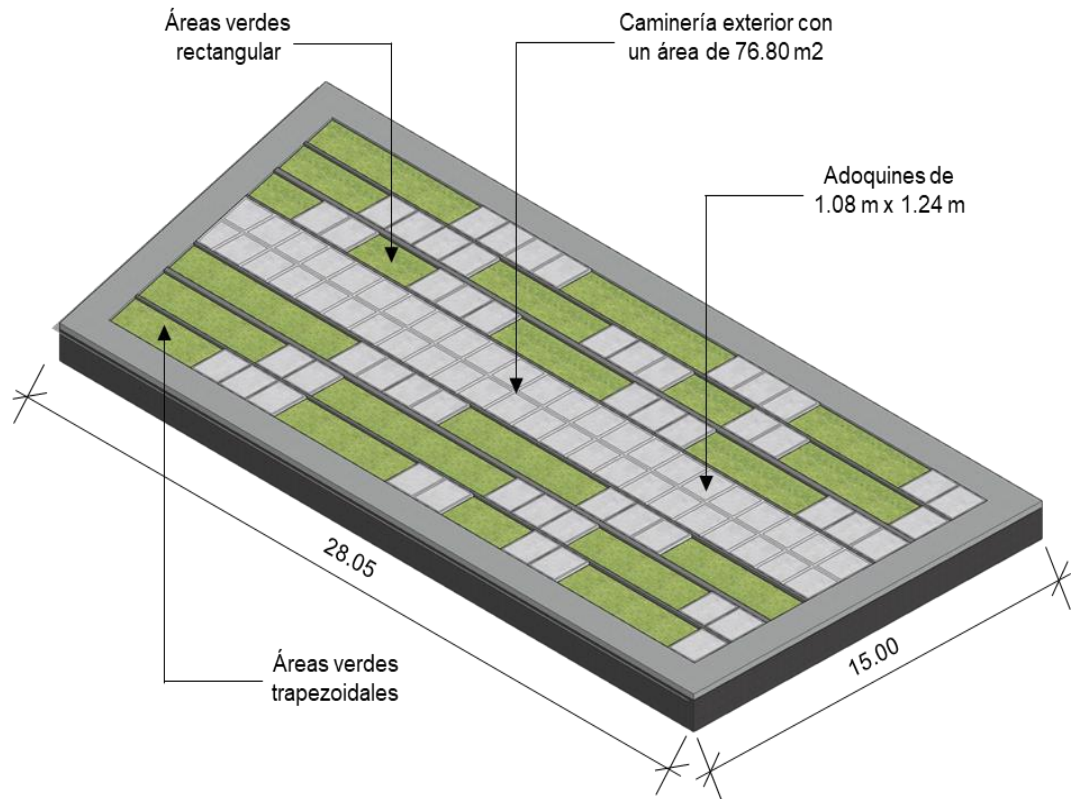 Áreas verdes
rectangular
Caminería exterior con
un área de 76.80 m2
Adoquines de
1.08 m x 1.24 m
28.05
15.00
Áreas verdes
trapezoidales